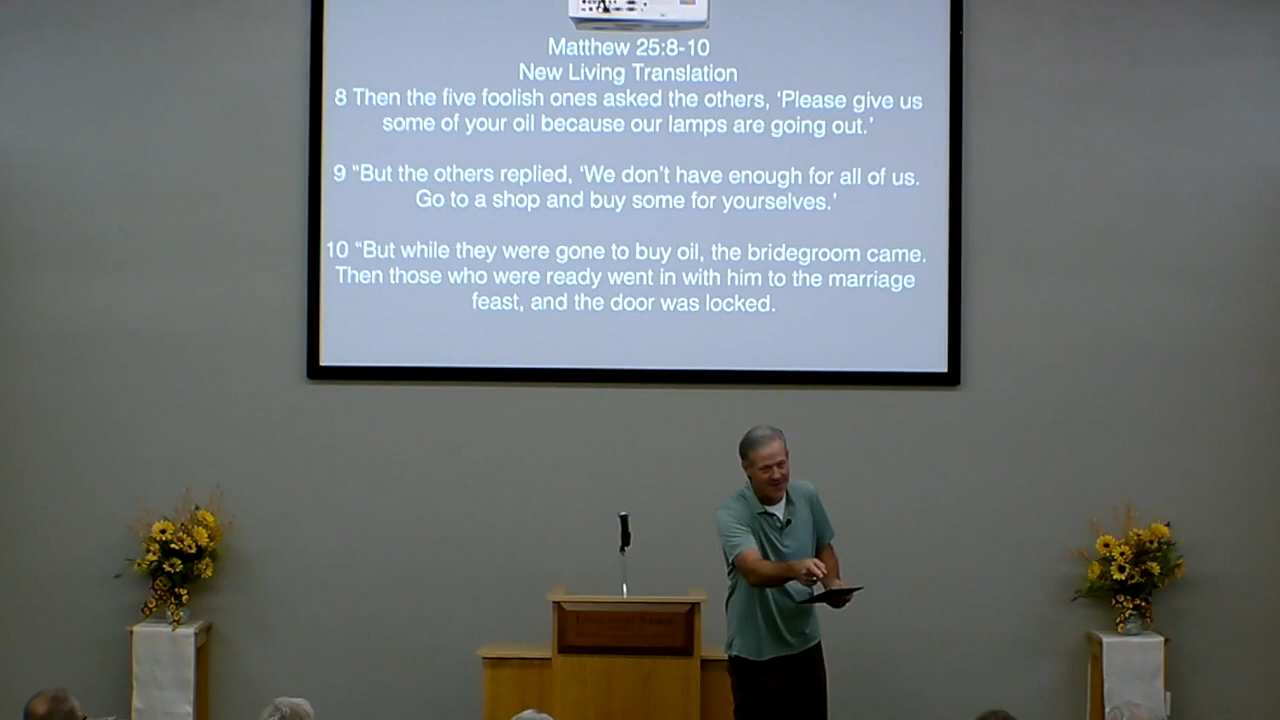 Matthew 25:8-10
New Living Translation
8 Then the five foolish ones asked the others, ‘Please give us
some of your oil because our lamps are going out.’
9 “But the others replied, ‘We don’t have enough for all of us.
Go to a shop and buy some for yourselves.’
10 “But while they were gone to buy oil, the bridegroom came.
Then those who were ready went in with him to the marriage
feast, and the door was locked.